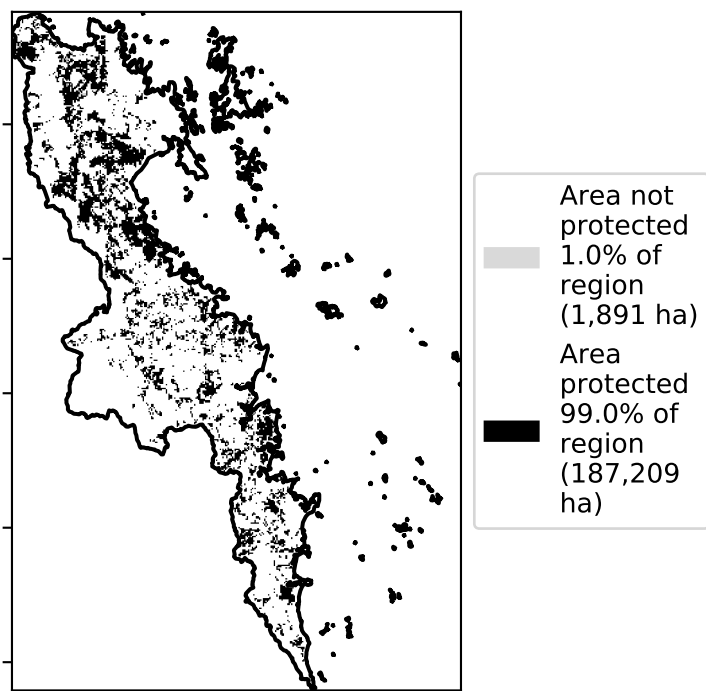 Area not
protected
1.0% of
region
(1,891 ha)
Area
protected
99.0% of
region
(187,209
ha)